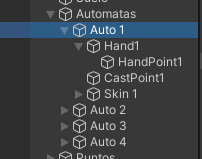 Automatas
Auto 1
Hand1
HandPoint1
CastPoint1
Skin 1
Auto 2
Auto 3
Auto 4
Puntos